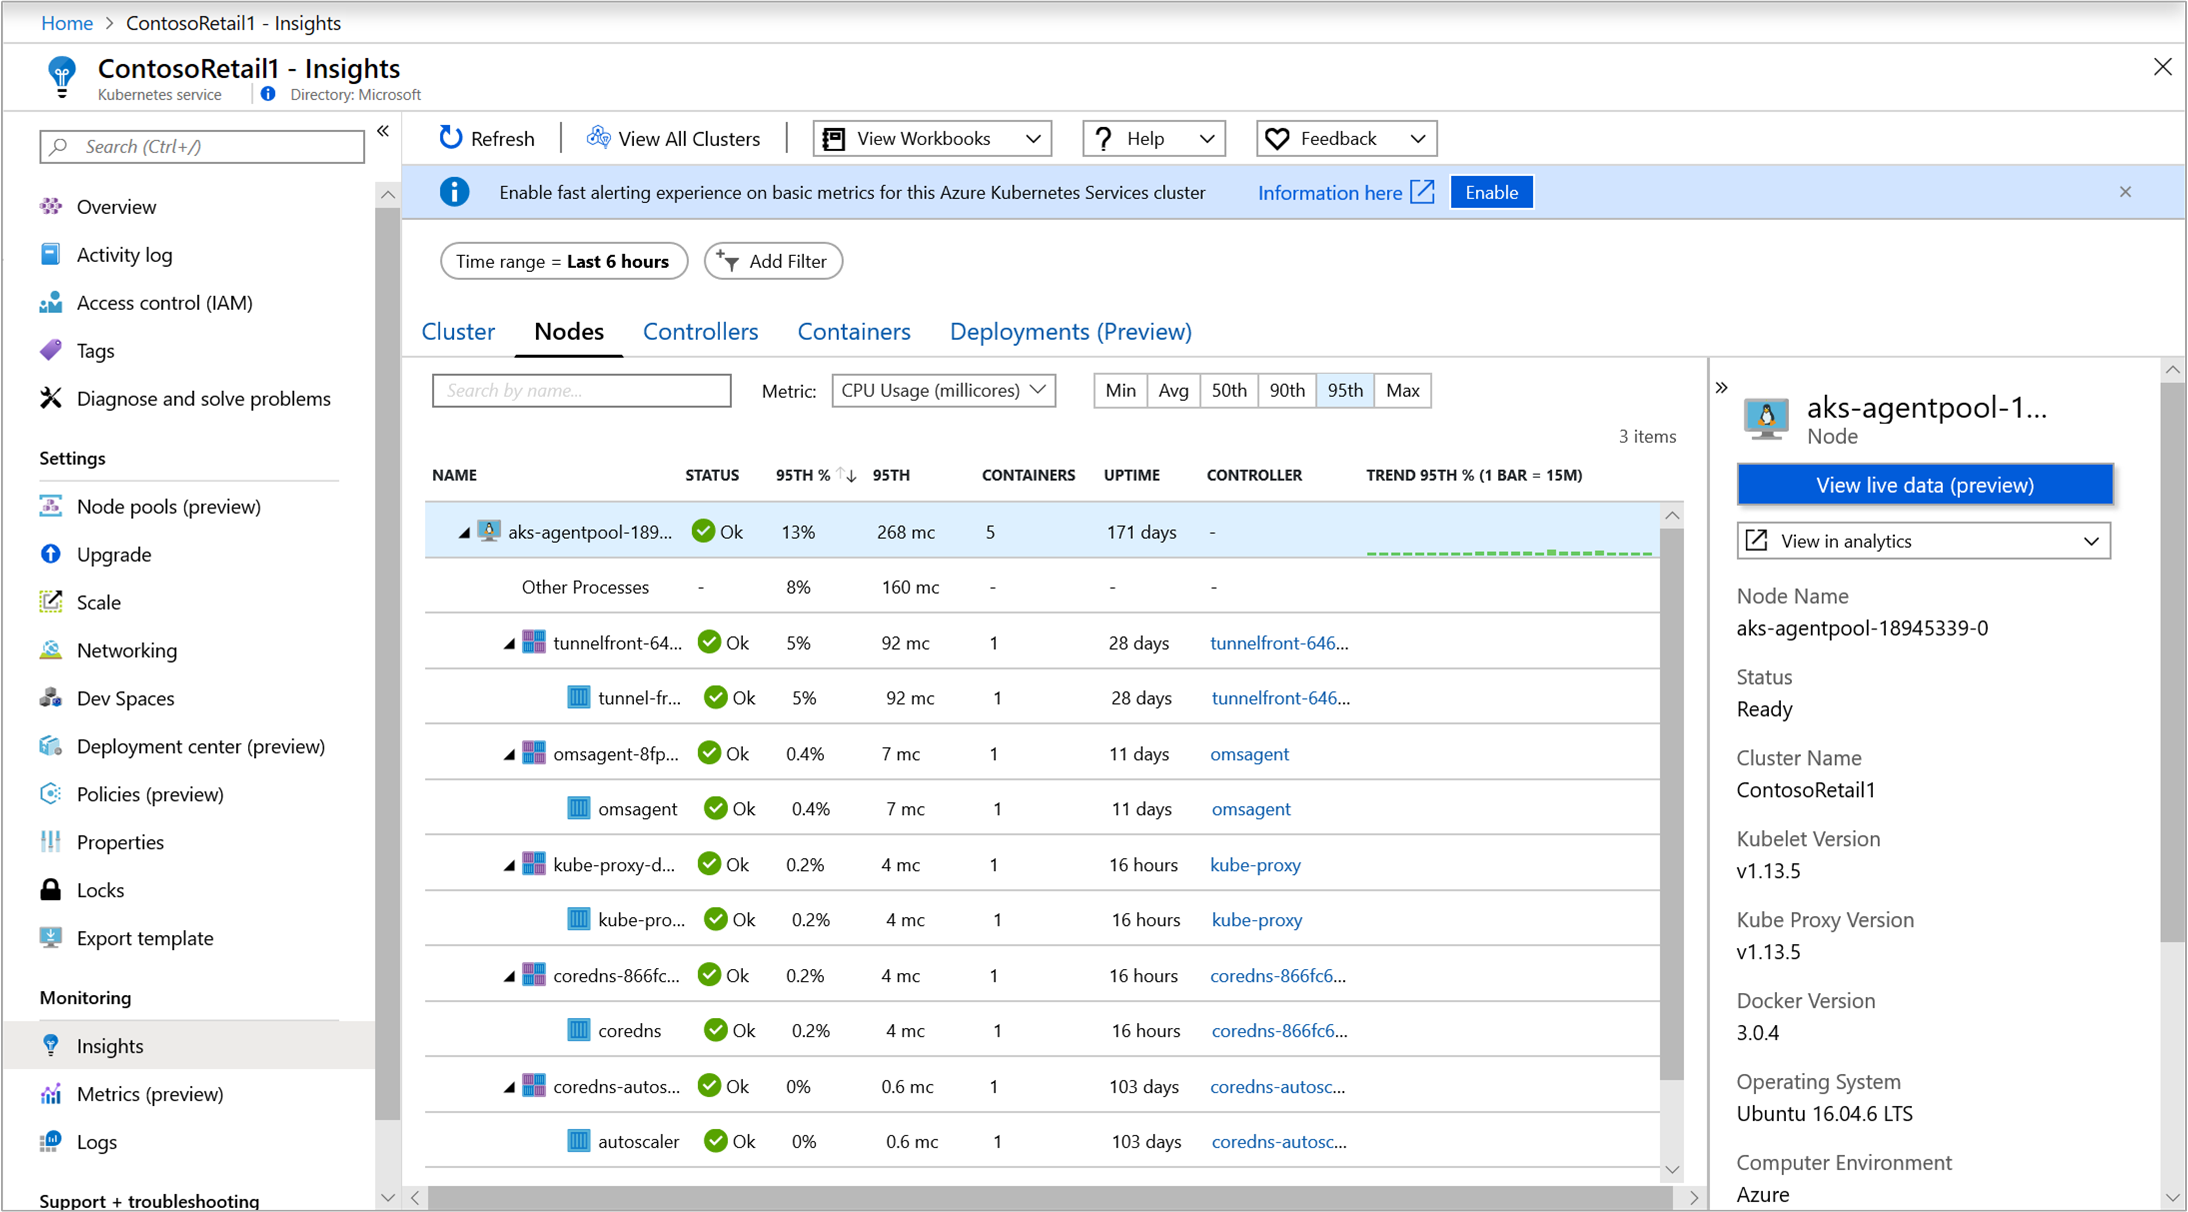 Home > ContosoRetail1 - Insights
ContosoRetail1 - Insights
Kubernetes service
Directory: Microsoft
Search (Ctrl+/)
«
Overview
Activity log
Access control (IAM)
Tags
Diagnose and solve problems
Settings
Node pools (preview)
Upgrade
Scale
Networking
Dev Spaces
Deployment center (preview)
Policies (preview)
Properties
Locks
Export template
Monitoring
Insights
Metrics (preview)
Logs
Support + troubleshooting
Refresh | View All Clusters | View Workbooks ? Help Feedback
Enable fast alerting experience on basic metrics for this Azure Kubernetes Services cluster Information here Enable
Time range = Last 6 hours Add Filter
Cluster Nodes Controllers Containers Deployments (Preview)
Search by name... Metric: CPU Usage (millicores) Min Avg 50th 90th 95th Max
3 items
NAME STATUS 95TH % ↑↓ 95TH CONTAINERS UPTIME CONTROLLER TREND 95TH % (1 BAR = 15M)
aks-agentpool-189... Ok 13% 268 mc 5 171 days -
Other Processes - 8% 160 mc - - -
tunnelfront-64... Ok 5% 92 mc 1 28 days tunnelfront-646...
tunnel-fr... Ok 5% 92 mc 1 28 days tunnelfront-646...
omsagent-8fp... Ok 0.4% 7 mc 1 11 days omsagent
omsagent Ok 0.4% 7 mc 1 11 days omsagent
kube-proxy-d... Ok 0.2% 4 mc 1 16 hours kube-proxy
kube-pro... Ok 0.2% 4 mc 1 16 hours kube-proxy
coredns-866fc... Ok 0.2% 4 mc 1 16 hours coredns-866fc6...
coredns Ok 0.2% 4 mc 1 16 hours coredns-866fc6...
coredns-autos... Ok 0% 0.6 mc 1 103 days coredns-autosc...
autoscaler Ok 0% 0.6 mc 1 103 days coredns-autosc...
»
aks-agentpool-1...
Node
View live data (preview)
View in analytics
Node Name
aks-agentpool-18945339-0
Status
Ready
Cluster Name
ContosoRetail1
Kubelet Version
v1.13.5
Kube Proxy Version
v1.13.5
Docker Version
3.0.4
Operating System
Ubuntu 16.04.6 LTS
Computer Environment
Azure